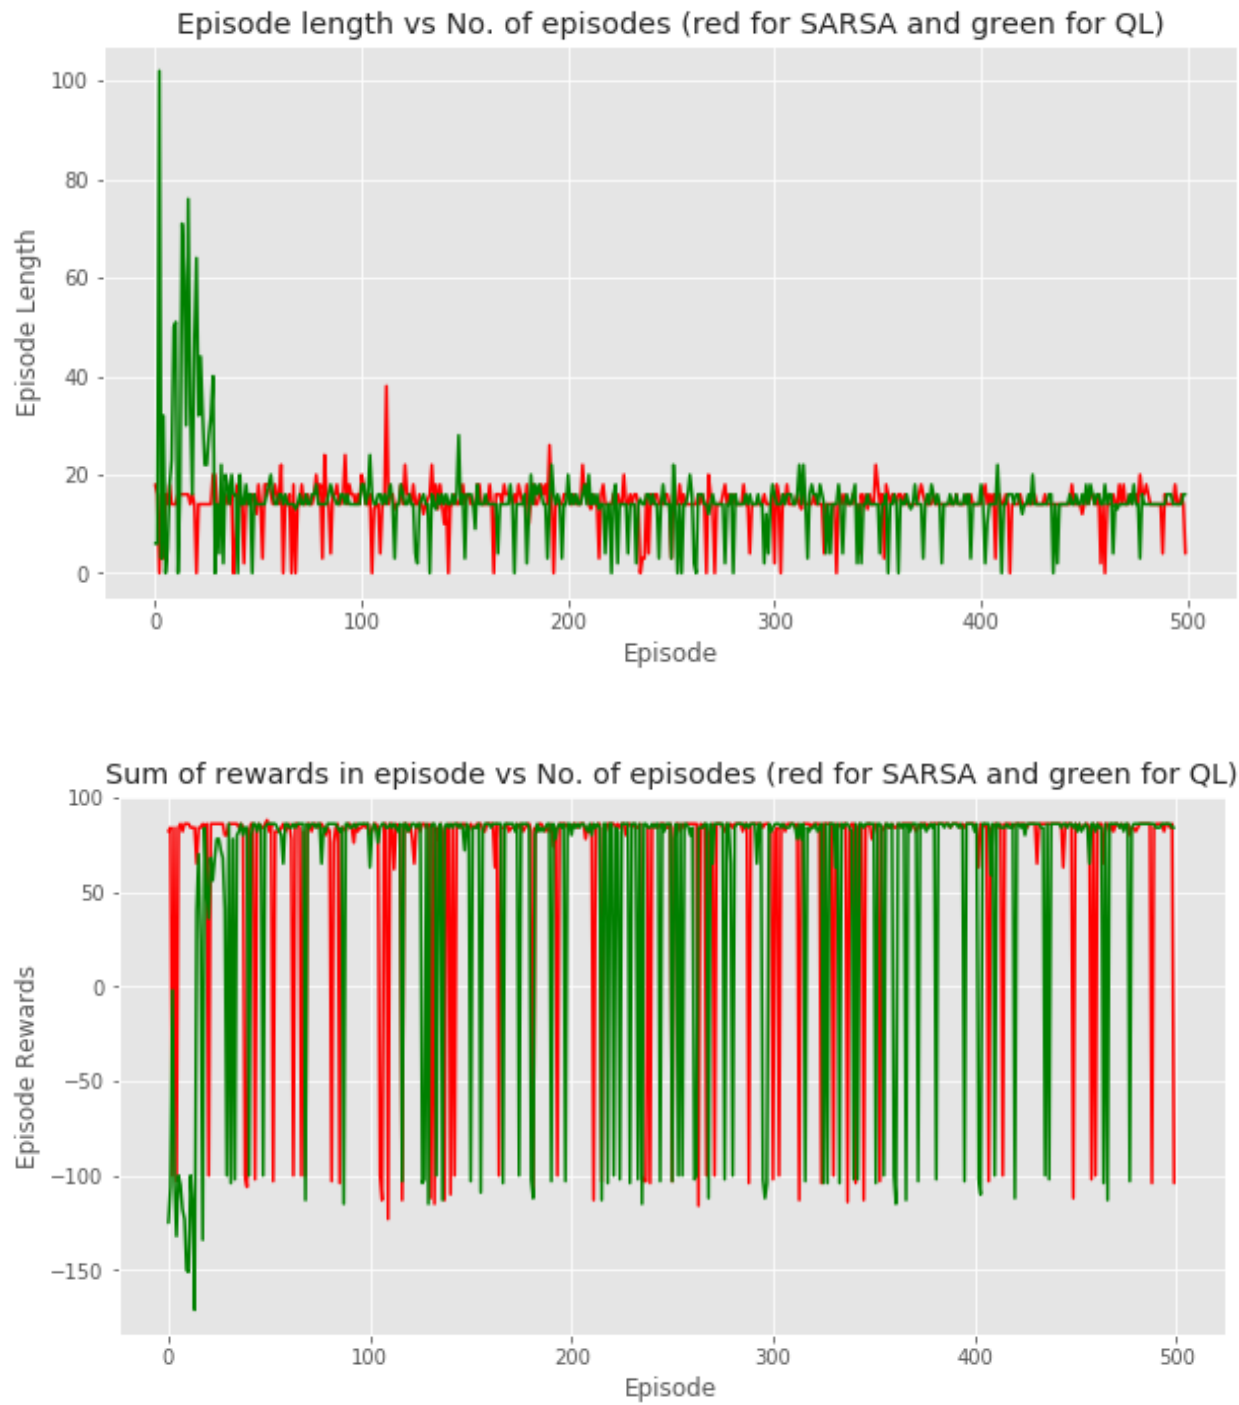 Episode length vs No. of episodes (red for SARSA and green for QL)
100
80
60
40
20
0
Episode Length
0 100 200 300 400 500
Episode
Sum of rewards in episode vs No. of episodes (red for SARSA and green for QL)
100
50
0
−50
−100
−150
Episode Rewards
0 100 200 300 400 500
Episode